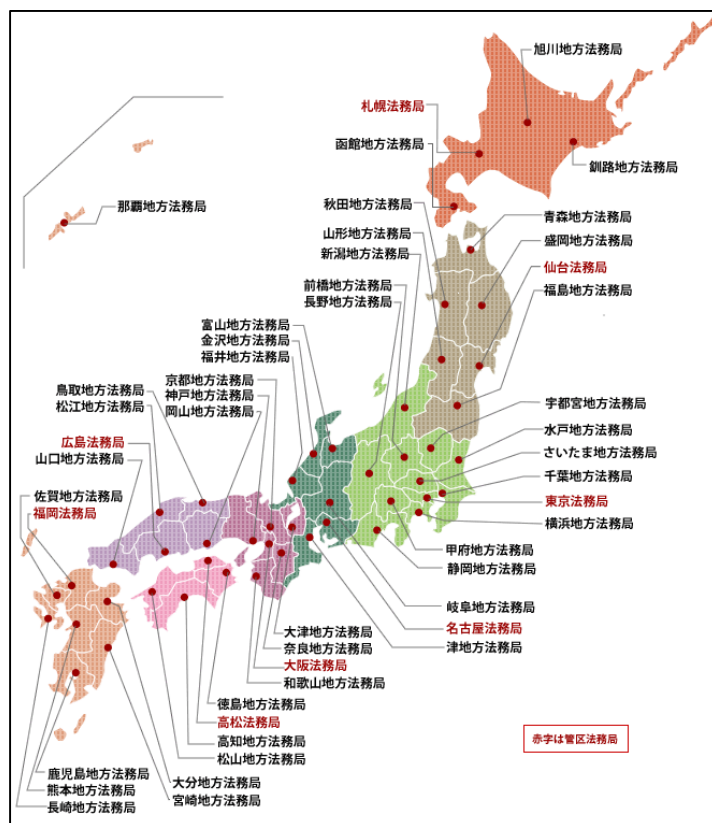 旭川地方法務局
札幌法務局
函館地方法務局
釧路地方法務局
那覇地方法務局
秋田地方法務局
青森地方法務局
山形地方法務局
盛岡地方法務局
新潟地方法務局
仙台法務局
前橋地方法務局
福島地方法務局
長野地方法務局
富山地方法務局
金沢地方法務局
福井地方法務局
京都地方法務局
鳥取地方法務局
神戸地方法務局
松江地方法務局
岡山地方法務局
宇都宮地方法務局
水戸地方法務局
広島法務局
さいたま地方法務局
山口地方法務局
千葉地方法務局
佐賀地方法務局
東京法務局
福岡法務局
横浜地方法務局
甲府地方法務局
静岡地方法務局
岐阜地方法務局
名古屋法務局
大津地方法務局
津地方法務局
奈良地方法務局
大阪法務局
和歌山地方法務局
徳島地方法務局
高松法務局
高知地方法務局
赤字は管区法務局
松山地方法務局
鹿児島地方法務局
大分地方法務局
熊本地方法務局
宮崎地方法務局
長崎地方法務局